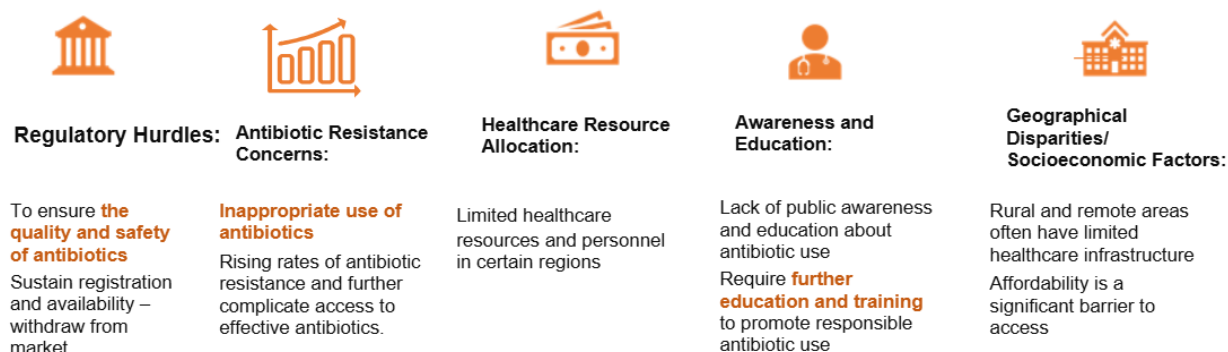 Regulatory Hurdles:
To ensure the
quality and safety
of antibiotics
Sustain registration
and availability –
withdraw from
market
Antibiotic Resistance
Concerns:
Inappropriate use of
antibiotics
Rising rates of antibiotic
resistance and further
complicate access to
effective antibiotics.
Healthcare Resource
Allocation:
Limited healthcare
resources and personnel
in certain regions
Awareness and
Education:
Lack of public awareness
and education about
antibiotic use
Require further
education and training
to promote responsible
antibiotic use
Geographical
Disparities/
Socioeconomic Factors:
Rural and remote areas
often have limited
healthcare infrastructure
Affordability is a
significant barrier to
access